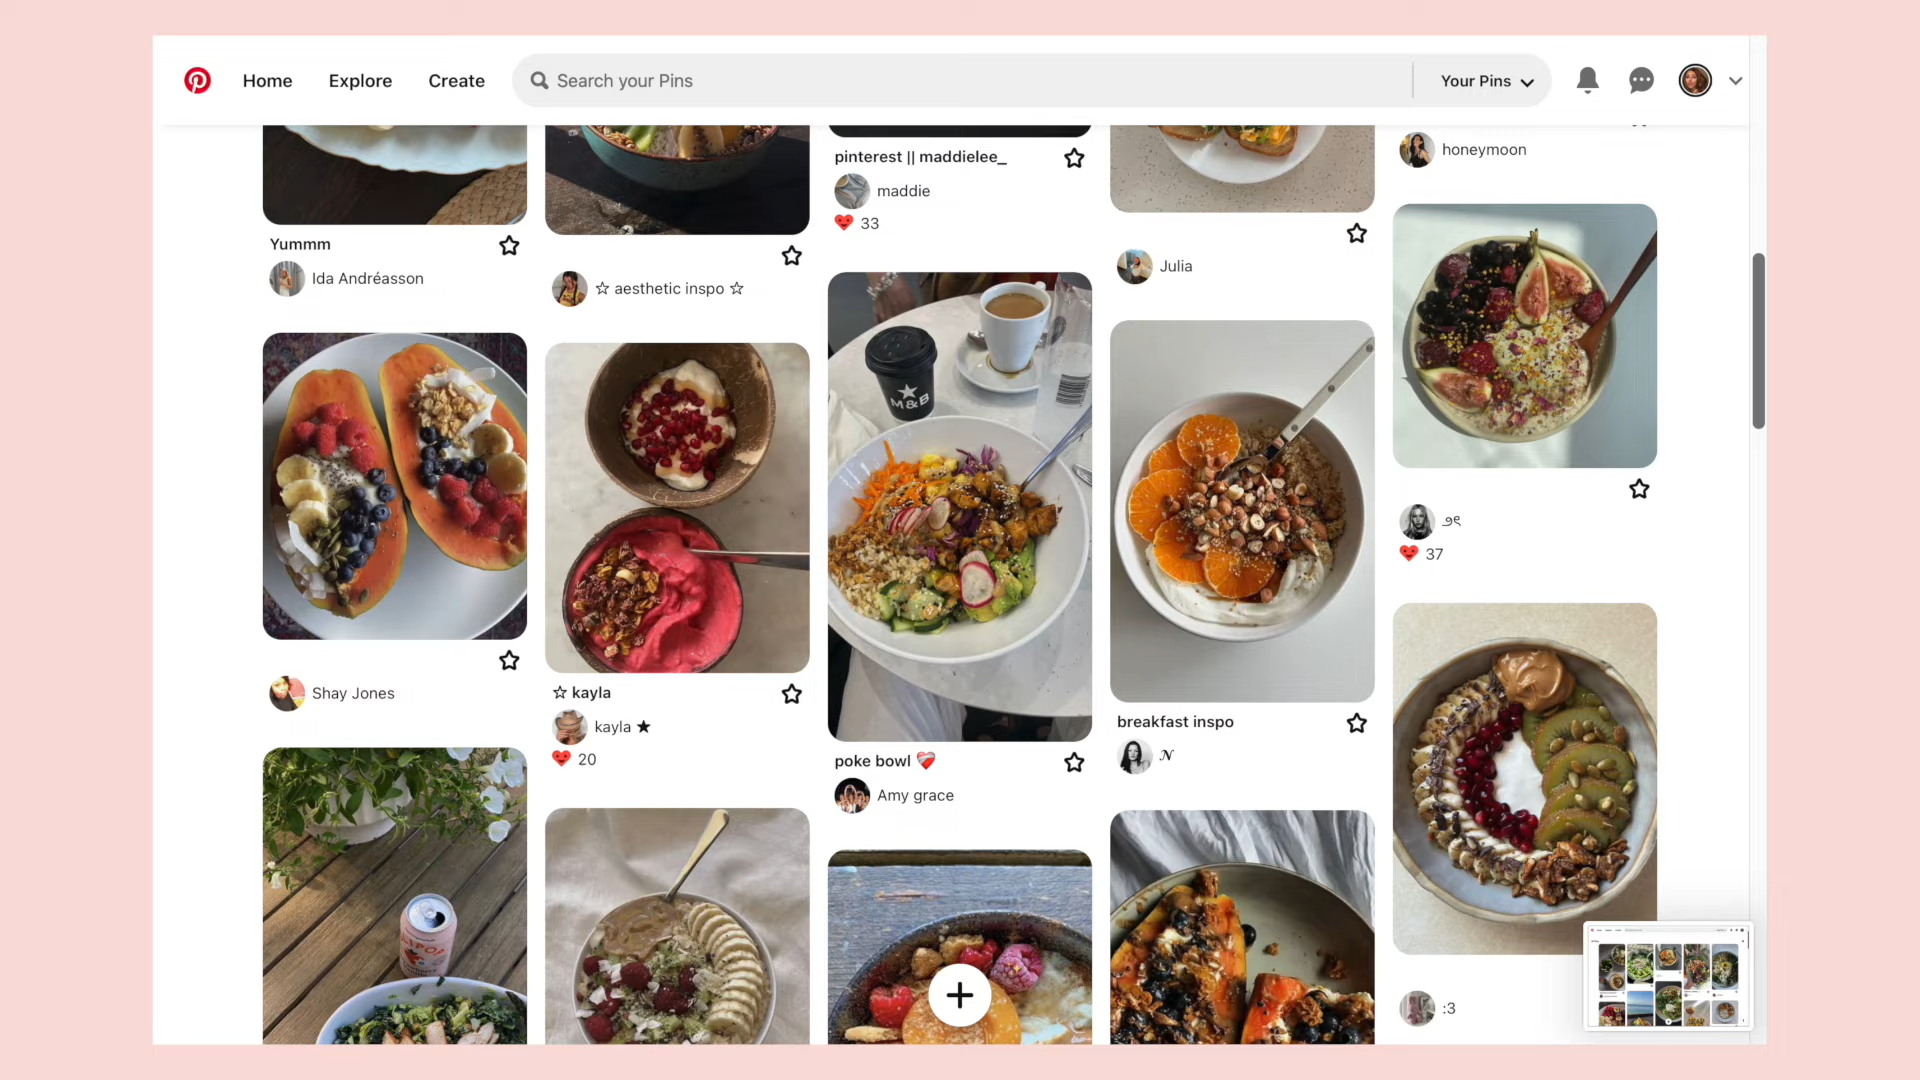 Home
Explore
Create
Search your Pins
Your Pins
Yummm
Ida Andréasson
☆ aesthetic inspo ☆
pinterest || maddielee_
maddie
33
Julia
honeymoon
Shay Jones
☆ kayla
kayla ★
20
M&B
poke bowl ❤️‍🩹
Amy grace
breakfast inspo
𝓝
37
:3